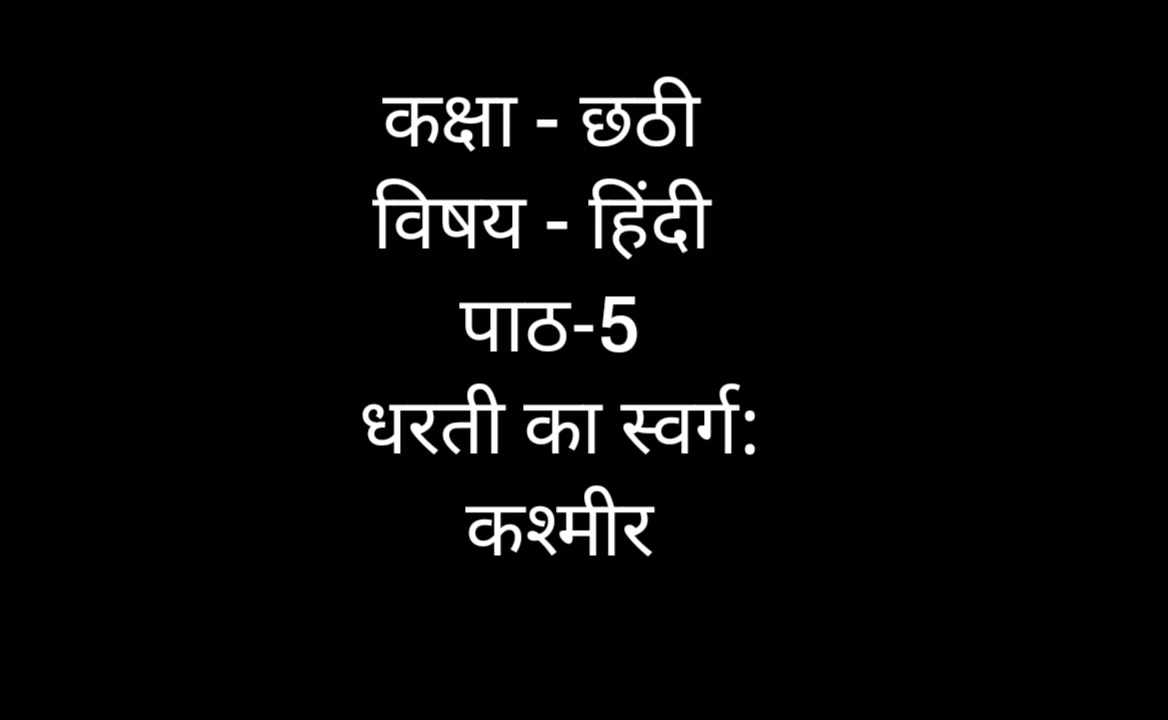 कक्षा - छठी
विषय - हिंदी
पाठ-5
धरती का स्वर्ग:
कश्मीर